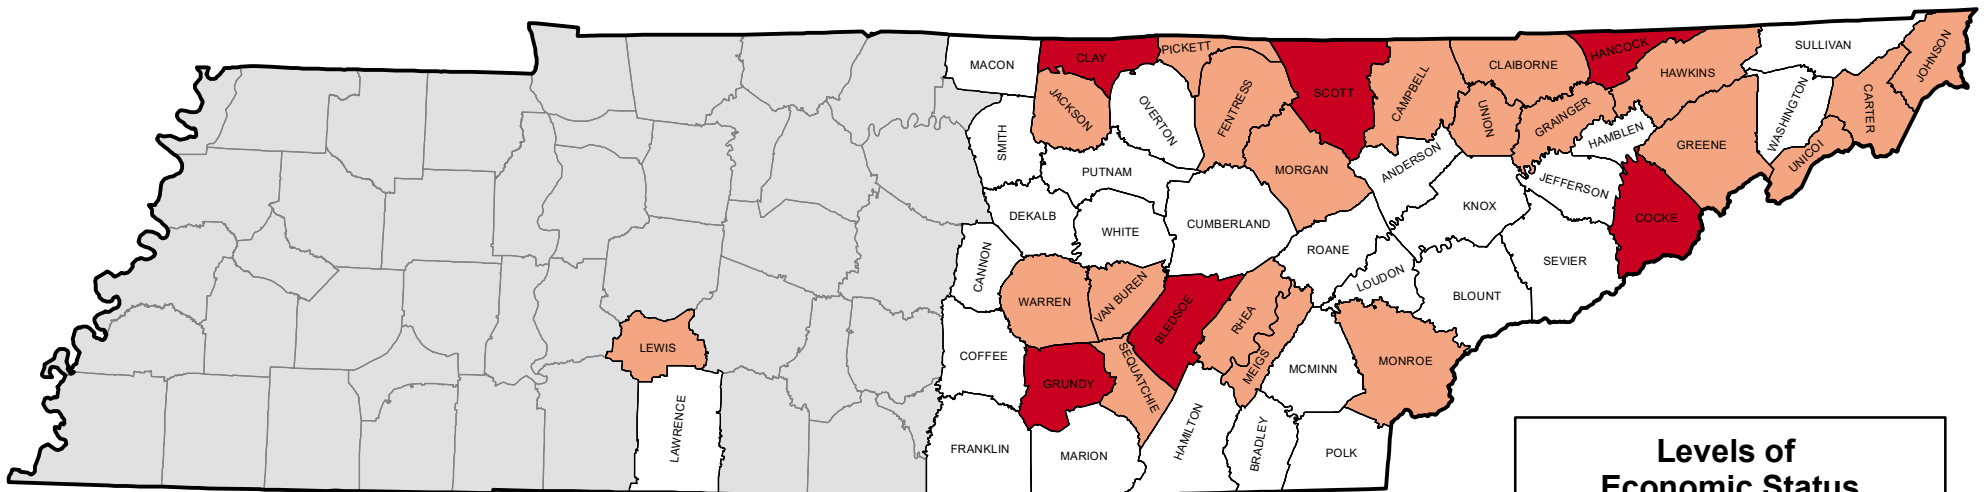 MACON
CLAY
PICKETT
SCOTT
CAMPBELL
CLAIBORNE
HANCOCK
HAWKINS
SULLIVAN
JOHNSON
JACKSON
OVERTON
FENTRESS
UNION
GRAINGER
HAMBLEN
GREENE
WASHINGTON
CARTER
UNICOI
SMITH
PUTNAM
MORGAN
ANDERSON
JEFFERSON
COCKE
DEKALB
WHITE
CUMBERLAND
ROANE
KNOX
SEVIER
CANNON
WARREN
VAN BUREN
BLEDSOE
RHEA
MEIGS
LOUDON
BLOUNT
LEWIS
COFFEE
GRUNDY
SEQUATCHIE
MCMINN
MONROE
LAWRENCE
FRANKLIN
MARION
HAMILTON
BRADLEY
POLK
Levels of
Economic Status